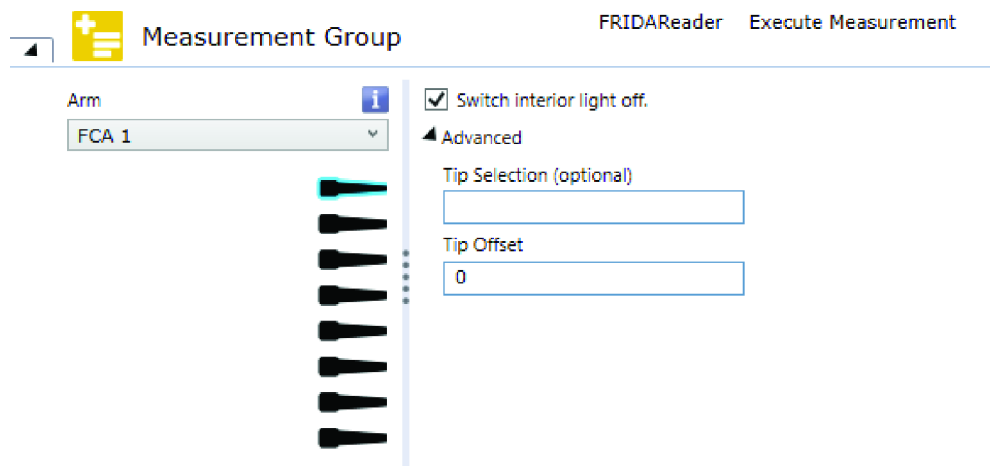 Measurement Group
FRIDAReader Execute Measurement
Arm
FCA 1
Switch interior light off.
Advanced
Tip Selection (optional)
Tip Offset
0